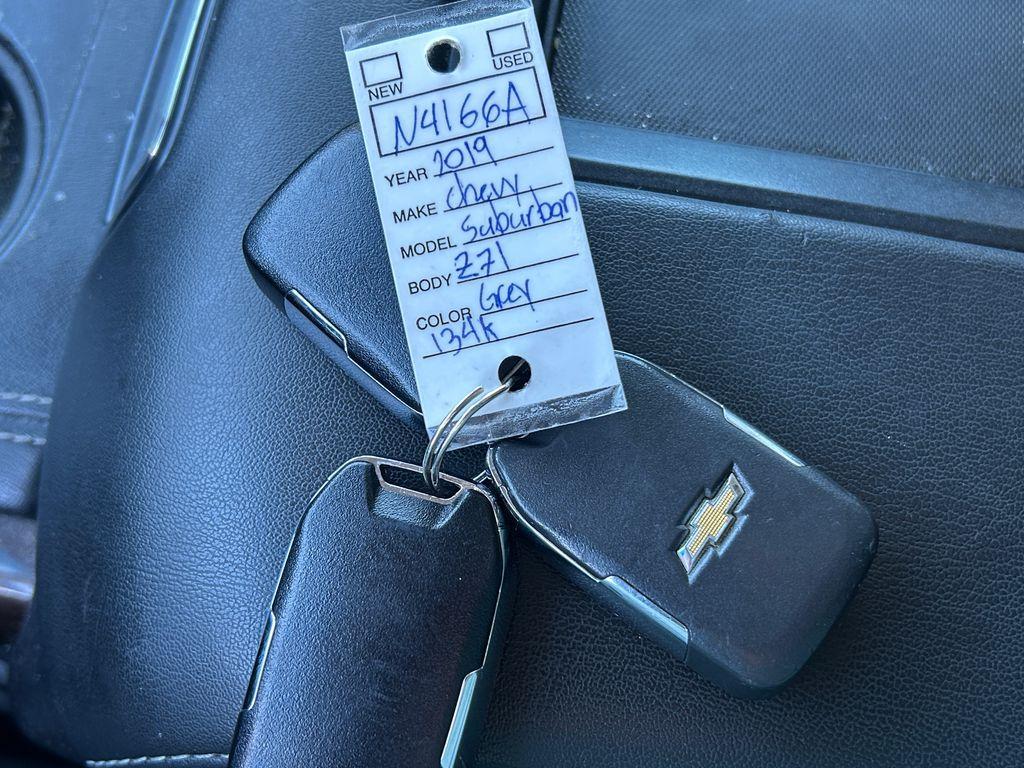 NEW USED
N4166A
YEAR 2019
MAKE Chevy
MODEL Suburban
BODY Z71
COLOR Grey
134k